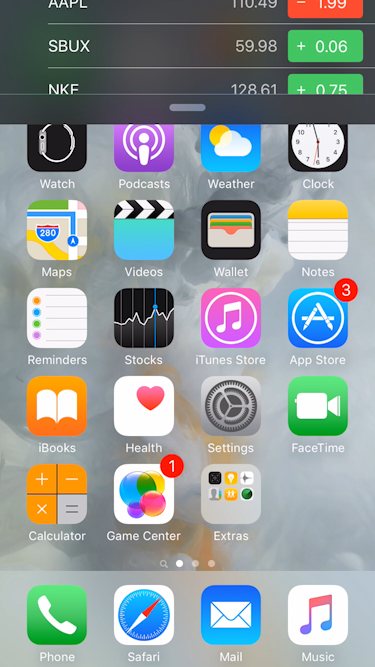 AAPL 110.49 − 1.99
SBUX 59.98 + 0.06
NKE 128.61 + 0.75
Watch Podcasts Weather Clock
280
Maps Videos Wallet Notes
3
Reminders Stocks iTunes Store App Store
iBooks Health Settings FaceTime
1
Calculator Game Center Extras
Phone Safari Mail Music